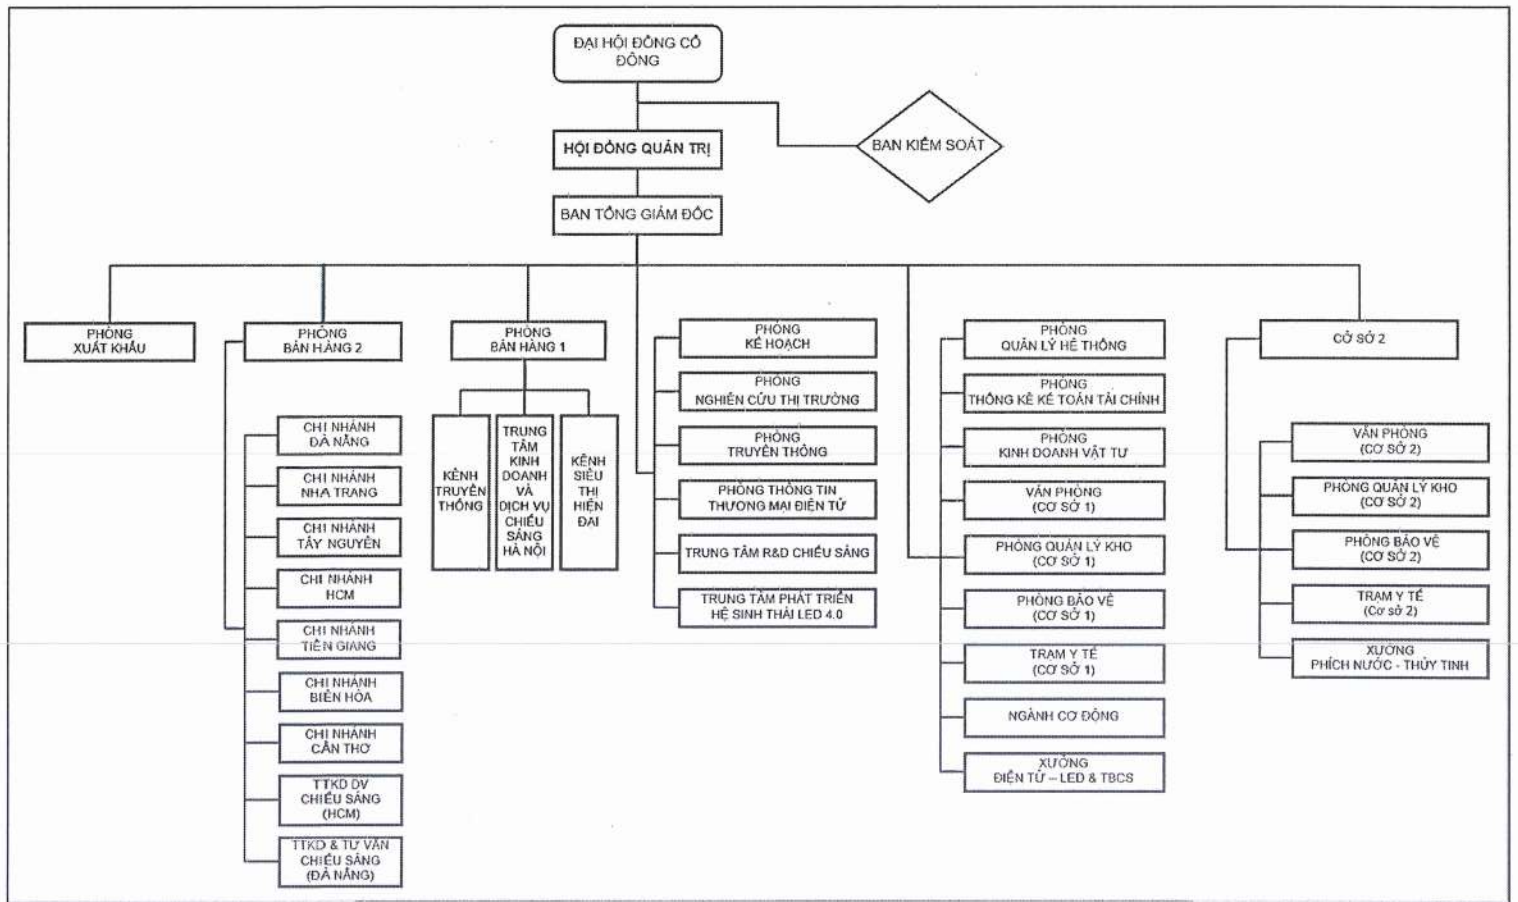 ĐẠI HỘI ĐỒNG CỔ
ĐÔNG
HỘI ĐỒNG QUẢN TRỊ
BAN KIỂM SOÁT
BAN TỔNG GIÁM ĐỐC
PHÒNG
XUẤT KHẨU
PHÒNG
BÁN HÀNG 2
CHI NHÁNH
ĐÀ NẴNG
CHI NHÁNH
NHA TRANG
CHI NHÁNH
TÂY NGUYÊN
CHI NHÁNH
HCM
CHI NHÁNH
TIỀN GIANG
CHI NHÁNH
BIÊN HÒA
CHI NHÁNH
CẦN THƠ
TTKD DV
CHIẾU SÁNG
(HCM)
TTKD & TƯ VẤN
CHIẾU SÁNG
(ĐÀ NẴNG)
PHÒNG
BÁN HÀNG 1
KÊNH
TRUYỀN
THỐNG
TRUNG
TÂM
KINH
DOANH
VÀ
DỊCH VỤ
CHIẾU
SÁNG
HÀ NỘI
KÊNH
SIÊU
THỊ
HIỆN
ĐẠI
PHÒNG
KẾ HOẠCH
PHÒNG
NGHIÊN CỨU THỊ TRƯỜNG
PHÒNG
TRUYỀN THÔNG
PHÒNG THÔNG TIN
THƯƠNG MẠI ĐIỆN TỬ
TRUNG TÂM R&D CHIẾU SÁNG
TRUNG TÂM PHÁT TRIỂN
HỆ SINH THÁI LED 4.0
PHÒNG
QUẢN LÝ HỆ THỐNG
PHÒNG
THỐNG KÊ KẾ TOÁN TÀI CHÍNH
PHÒNG
KINH DOANH VẬT TƯ
VĂN PHÒNG
(CƠ SỞ 1)
PHÒNG QUẢN LÝ KHO
(CƠ SỞ 1)
PHÒNG BẢO VỆ
(CƠ SỞ 1)
TRẠM Y TẾ
(CƠ SỞ 1)
NGÀNH CƠ ĐỘNG
XƯỞNG
ĐIỆN TỬ – LED & TBCS
CƠ SỞ 2
VĂN PHÒNG
(CƠ SỞ 2)
PHÒNG QUẢN LÝ KHO
(CƠ SỞ 2)
PHÒNG BẢO VỆ
(CƠ SỞ 2)
TRẠM Y TẾ
(Cơ sở 2)
XƯỞNG
PHÍCH NƯỚC - THỦY TINH